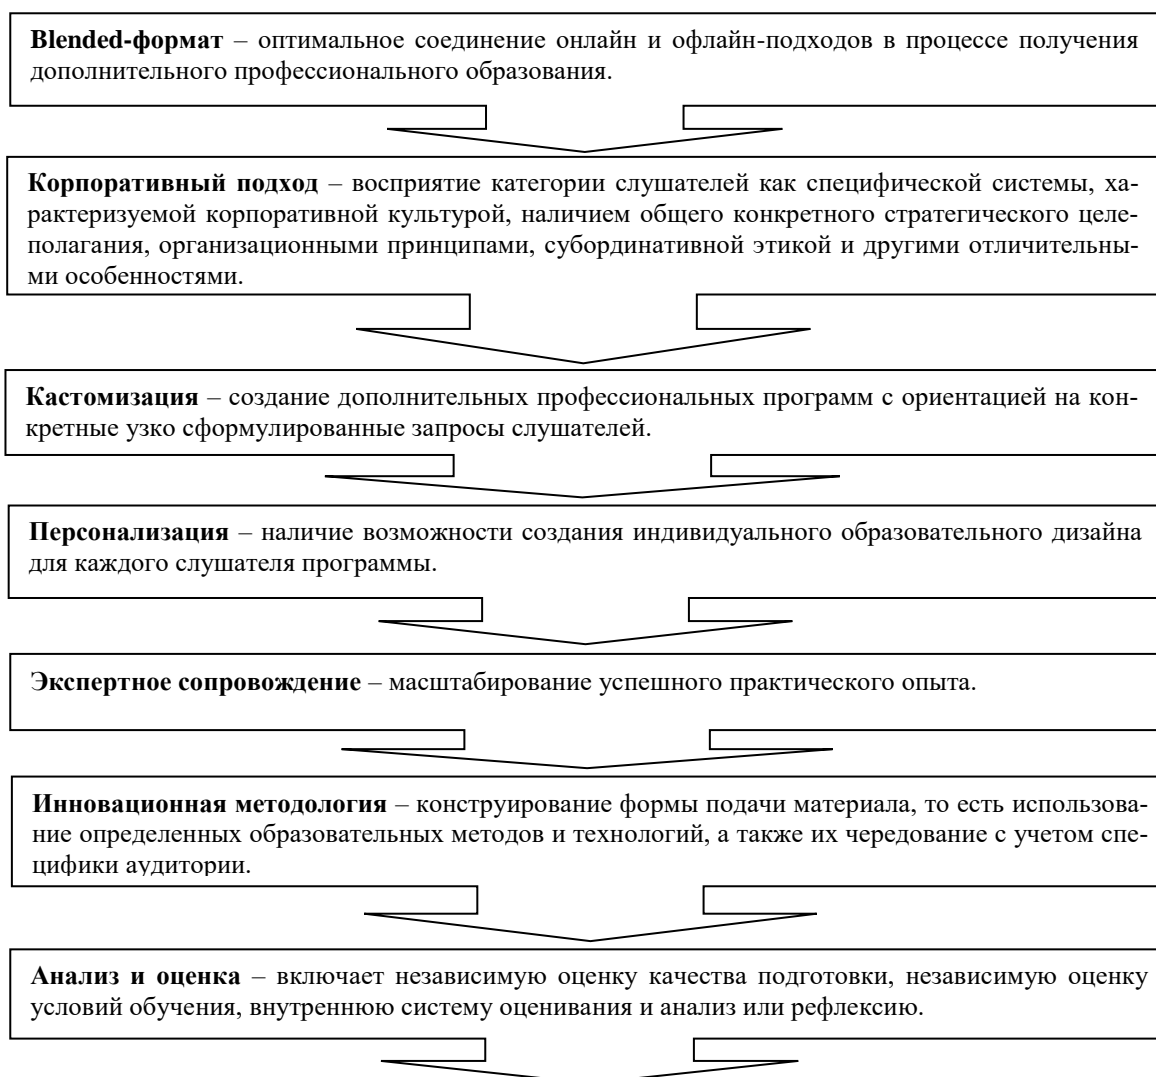 Blended-формат – оптимальное соединение онлайн и офлайн-подходов в процессе получения
дополнительного профессионального образования.
Корпоративный подход – восприятие категории слушателей как специфической системы, ха-
рактеризуемой корпоративной культурой, наличием общего конкретного стратегического целе-
полагания, организационными принципами, субординативной этикой и другими отличительны-
ми особенностями.
Кастомизация – создание дополнительных профессиональных программ с ориентацией на кон-
кретные узко сформулированные запросы слушателей.
Персонализация – наличие возможности создания индивидуального образовательного дизайна
для каждого слушателя программы.
Экспертное сопровождение – масштабирование успешного практического опыта.
Инновационная методология – конструирование формы подачи материала, то есть использова-
ние определенных образовательных методов и технологий, а также их чередование с учетом спе-
цифики аудитории.
Анализ и оценка – включает независимую оценку качества подготовки, независимую оценку
условий обучения, внутреннюю систему оценивания и анализ или рефлексию.